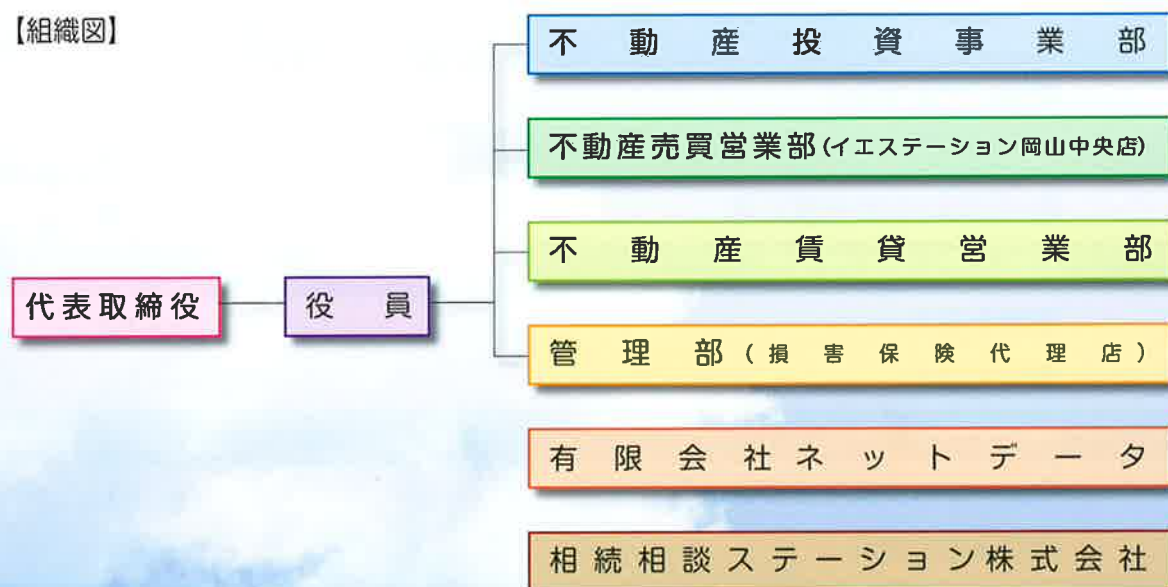 【組織図】
不動産投資事業部
不動産売買営業部(イエステーション岡山中央店)
不動産賃貸営業部
代表取締役
役員
管理部(損害保険代理店)
有限会社ネットデータ
相続相談ステーション株式会社